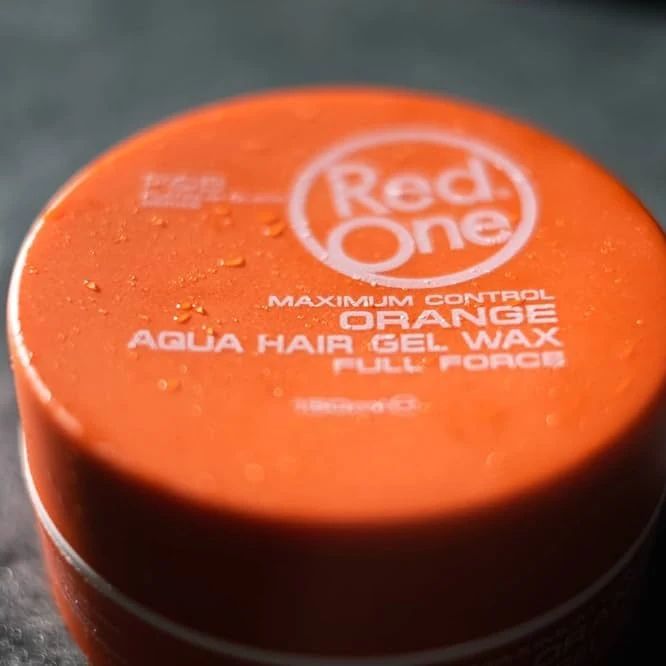 Red
One
MAXIMUM CONTROL
ORANGE
AQUA HAIR GEL WAX
FULL FORCE